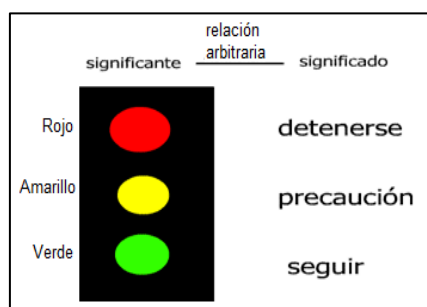 relación
arbitraria
significante
significado
Rojo
detenerse
Amarillo
precaución
Verde
seguir